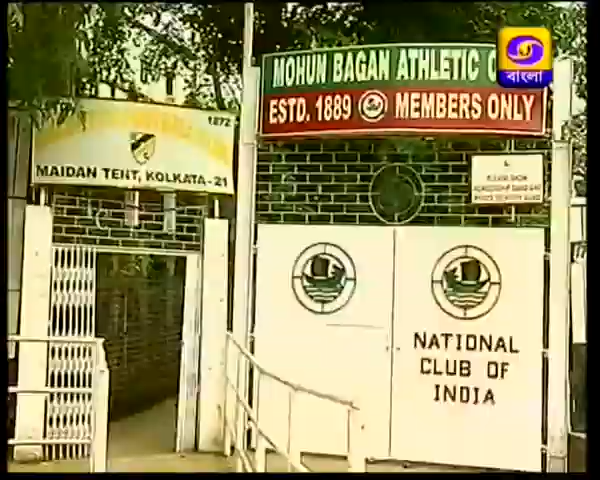 1872
MAIDAN TENT, KOLKATA-21
MOHUN BAGAN ATHLETIC C
ESTD. 1889 MEMBERS ONLY
বাংলা
NATIONAL
CLUB OF
INDIA